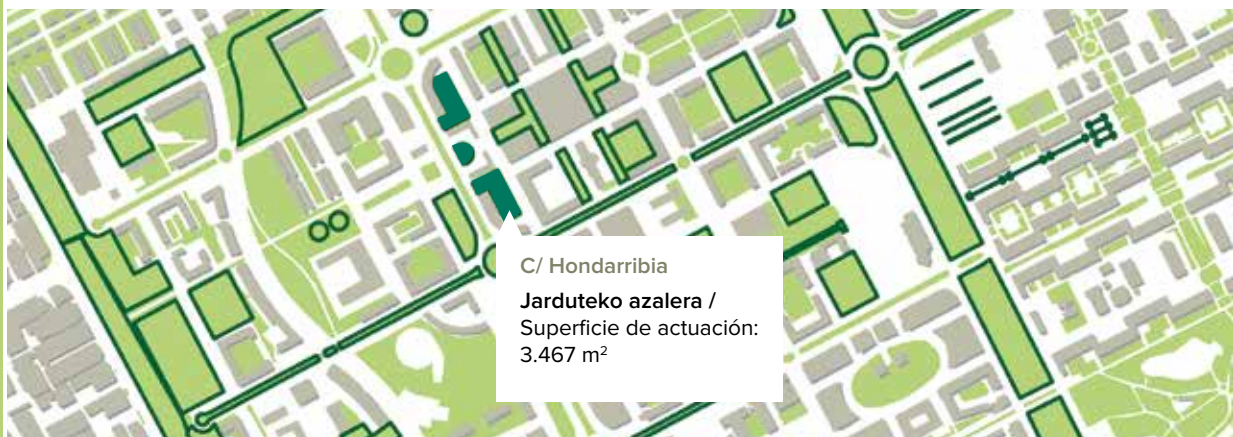 C/ Hondarribia
Jarduteko azalera /
Superficie de actuación:
3.467 m²